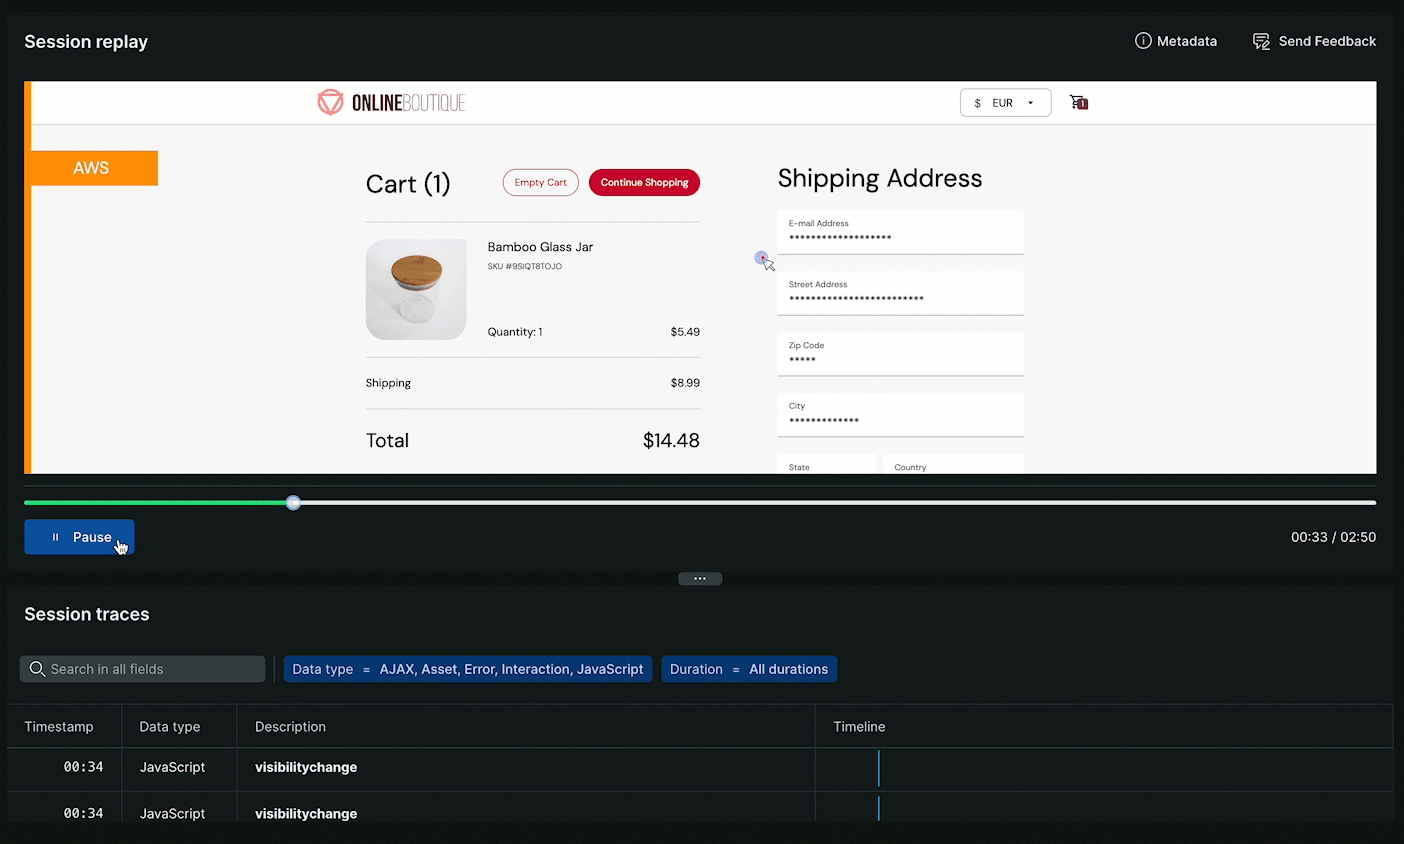 Session replay
Metadata
Send Feedback
ONLINEBOUTIQUE
$ EUR
1
AWS
Cart (1)
Empty Cart
Continue Shopping
Shipping Address
E-mail Address
*******************
Bamboo Glass Jar
SKU #9SIQT8TOJO
Street Address
*************************
Quantity: 1
$5.49
Zip Code
*****
Shipping
$8.99
City
*************
Total
$14.48
State
Country
Pause
00:33 / 02:50
Session traces
Search in all fields
Data type = AJAX, Asset, Error, Interaction, JavaScript
Duration = All durations
Timestamp
Data type
Description
Timeline
00:34
JavaScript
visibilitychange
00:34
JavaScript
visibilitychange